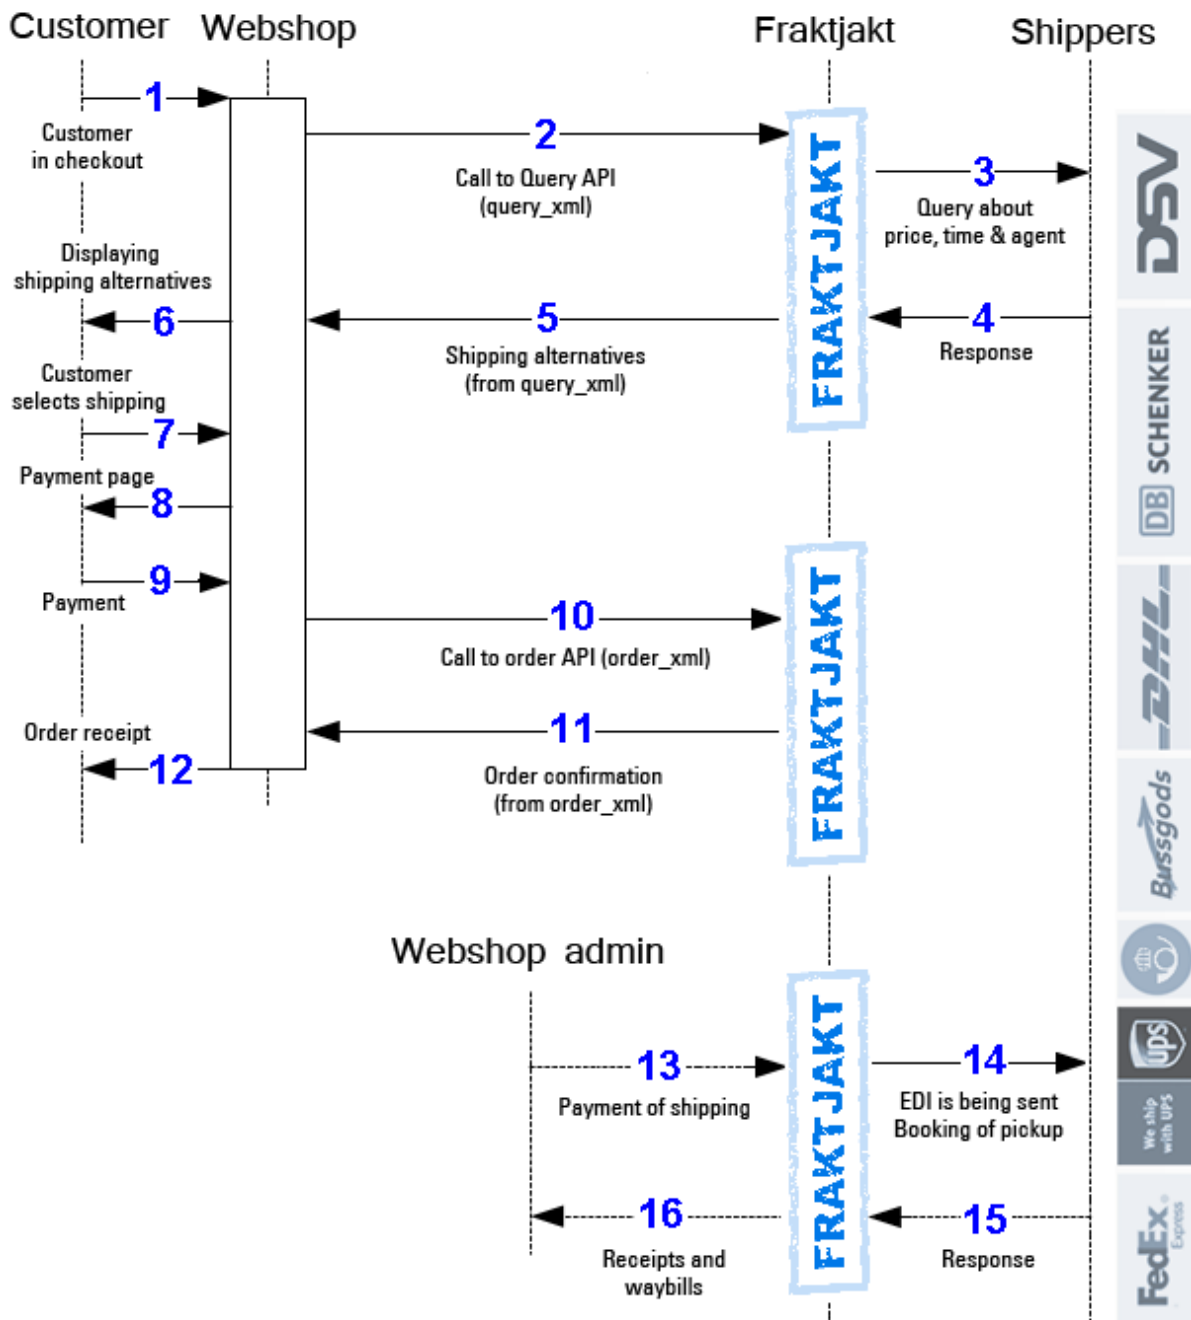 Customer
Webshop
Fraktjakt
Shippers
1
Customer
in checkout
2
Call to Query API
(query_xml)
3
Query about
price, time & agent
FRAKTJAKT
4
Response
5
Shipping alternatives
(from query_xml)
Displaying
shipping alternatives
6
Customer
selects shipping
7
Payment page
8
9
Payment
10
Call to order API (order_xml)
FRAKTJAKT
11
Order confirmation
(from order_xml)
Order receipt
12
Webshop admin
13
Payment of shipping
14
EDI is being sent
Booking of pickup
FRAKTJAKT
15
Response
16
Receipts and
waybills
DSV
DB SCHENKER
DHL
Bussgods
ups
We ship
with UPS
FedEx®
Express